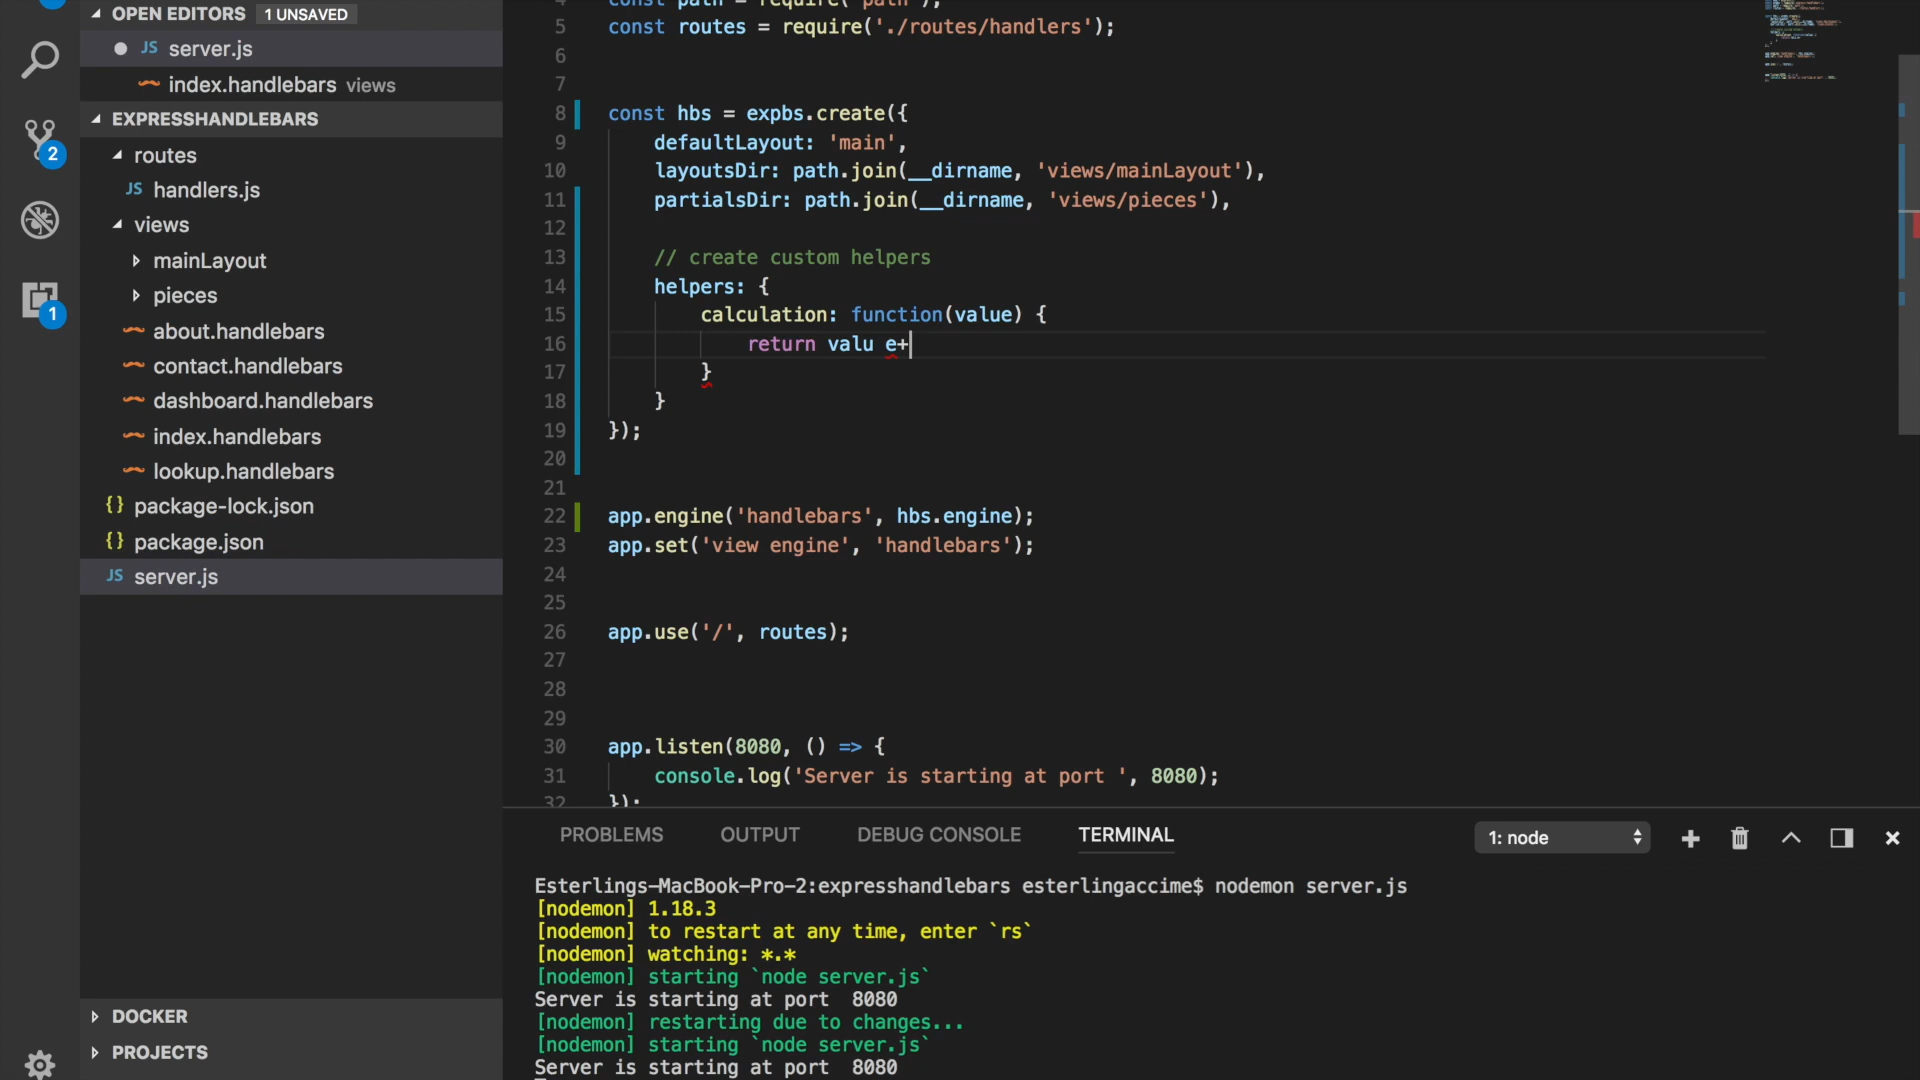 OPEN EDITORS 1 UNSAVED
JS server.js
index.handlebars views
EXPRESSHANDLEBARS
routes
JS handlers.js
views
mainLayout
pieces
about.handlebars
contact.handlebars
dashboard.handlebars
index.handlebars
lookup.handlebars
{} package-lock.json
{} package.json
JS server.js
DOCKER
PROJECTS
2
1
4 const path = require('path');
5 const routes = require('./routes/handlers');
6
7
8 const hbs = expbs.create({
9 defaultLayout: 'main',
10 layoutsDir: path.join(__dirname, 'views/mainLayout'),
11 partialsDir: path.join(__dirname, 'views/pieces'),
12
13 // create custom helpers
14 helpers: {
15 calculation: function(value) {
16 return valu e+
17 }
18 }
19 });
20
21
22 app.engine('handlebars', hbs.engine);
23 app.set('view engine', 'handlebars');
24
25
26 app.use('/', routes);
27
28
29
30 app.listen(8080, () => {
31 console.log('Server is starting at port ', 8080);
32 });
PROBLEMS OUTPUT DEBUG CONSOLE TERMINAL 1: node
Esterlings-MacBook-Pro-2:expresshandlebars esterlingaccime$ nodemon server.js
[nodemon] 1.18.3
[nodemon] to restart at any time, enter `rs`
[nodemon] watching: *.*
[nodemon] starting `node server.js`
Server is starting at port  8080
[nodemon] restarting due to changes...
[nodemon] starting `node server.js`
Server is starting at port  8080